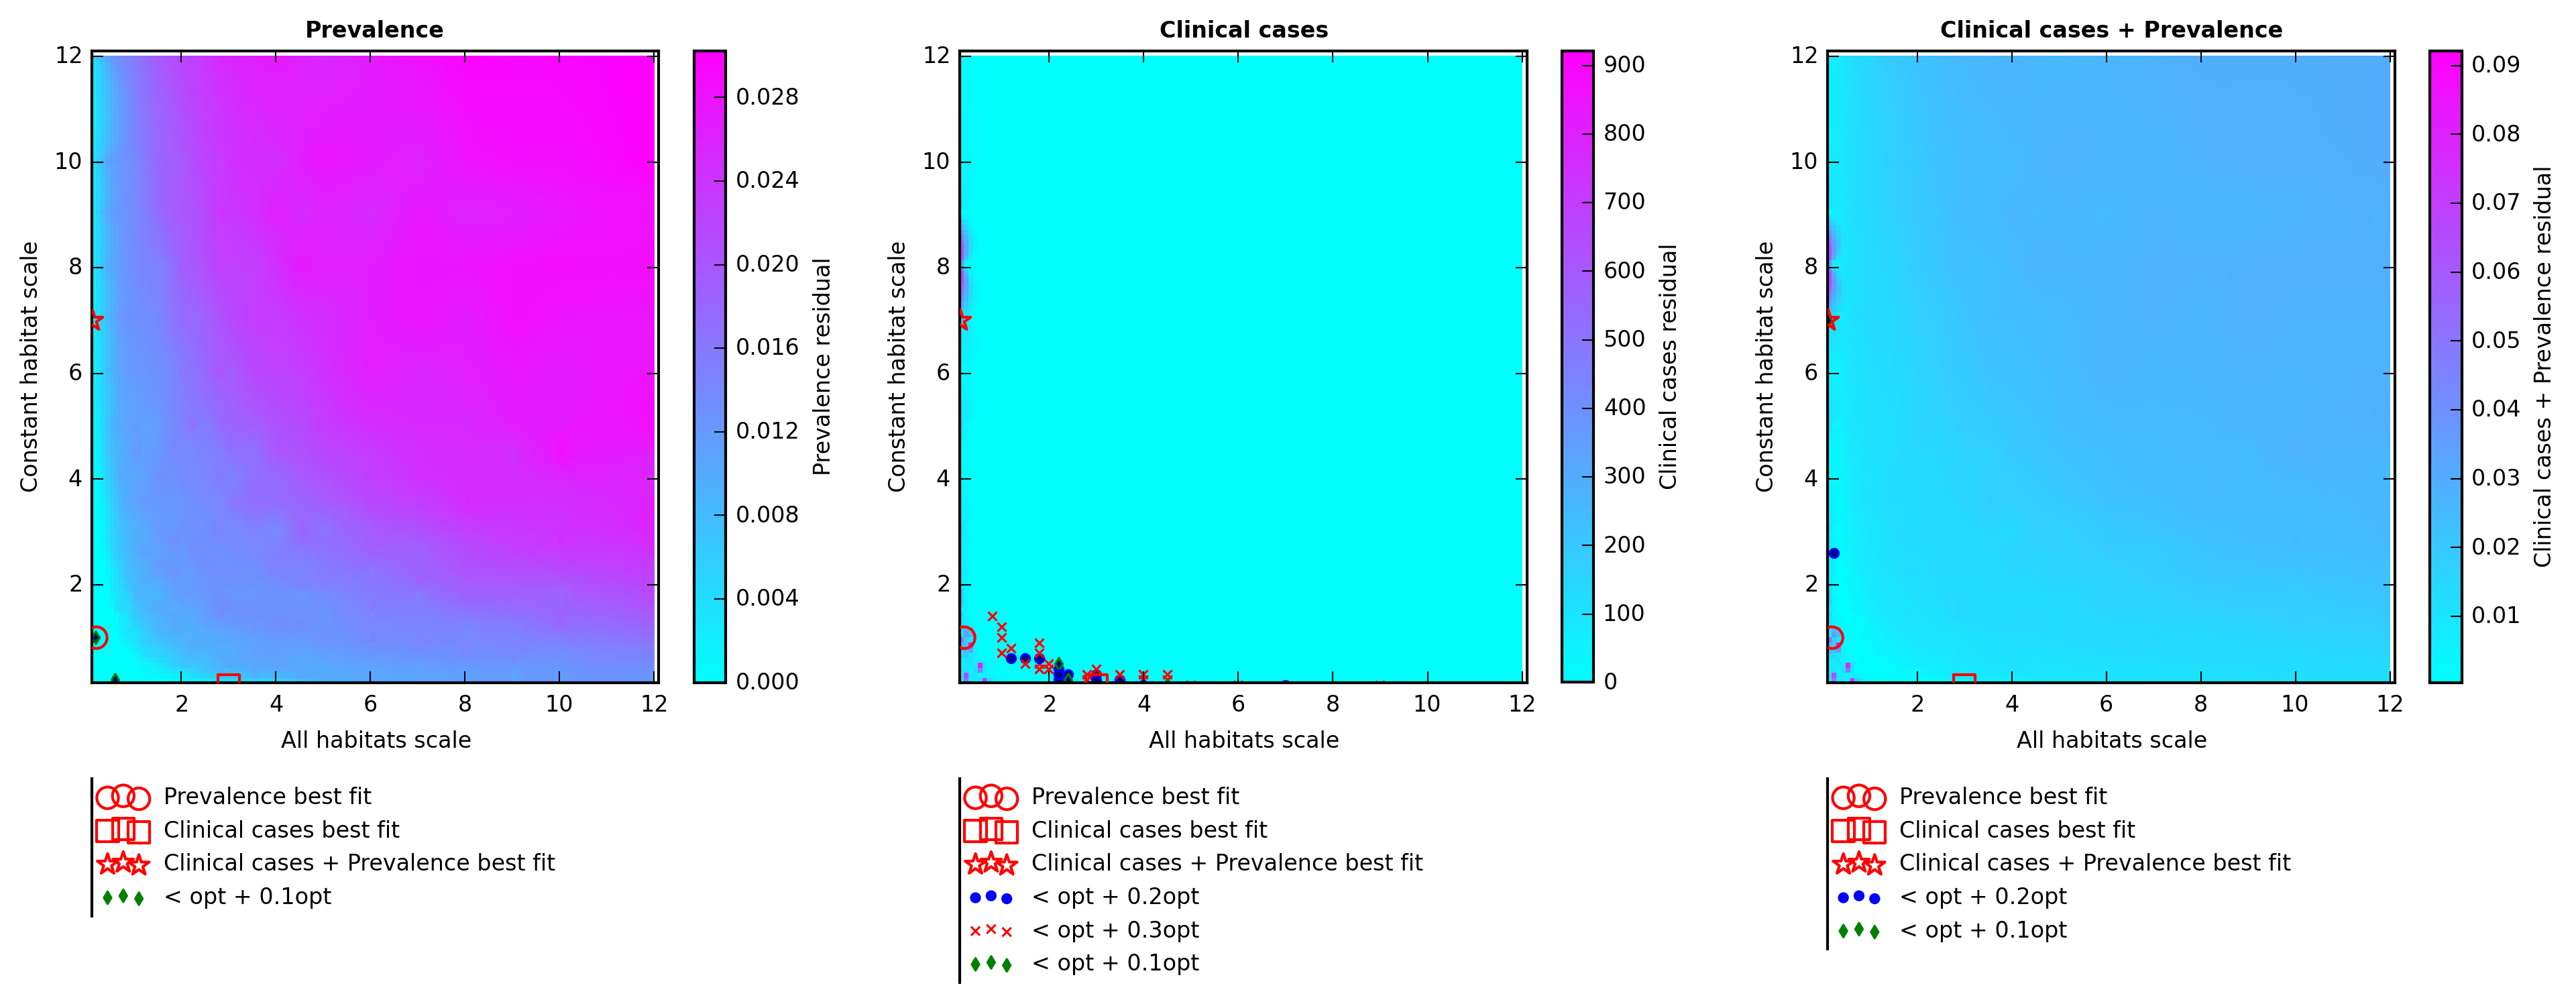 Prevalence
12
10
8
6
4
2
2 4 6 8 10 12
Constant habitat scale
All habitats scale
0.028
0.024
0.020
0.016
0.012
0.008
0.004
0.000
Prevalence residual
Prevalence best fit
Clinical cases best fit
Clinical cases + Prevalence best fit
< opt + 0.1opt
Clinical cases
12
10
8
6
4
2
2 4 6 8 10 12
Constant habitat scale
All habitats scale
900
800
700
600
500
400
300
200
100
0
Clinical cases residual
Prevalence best fit
Clinical cases best fit
Clinical cases + Prevalence best fit
< opt + 0.2opt
< opt + 0.3opt
< opt + 0.1opt
Clinical cases + Prevalence
12
10
8
6
4
2
2 4 6 8 10 12
Constant habitat scale
All habitats scale
0.09
0.08
0.07
0.06
0.05
0.04
0.03
0.02
0.01
Clinical cases + Prevalence residual
Prevalence best fit
Clinical cases best fit
Clinical cases + Prevalence best fit
< opt + 0.2opt
< opt + 0.1opt